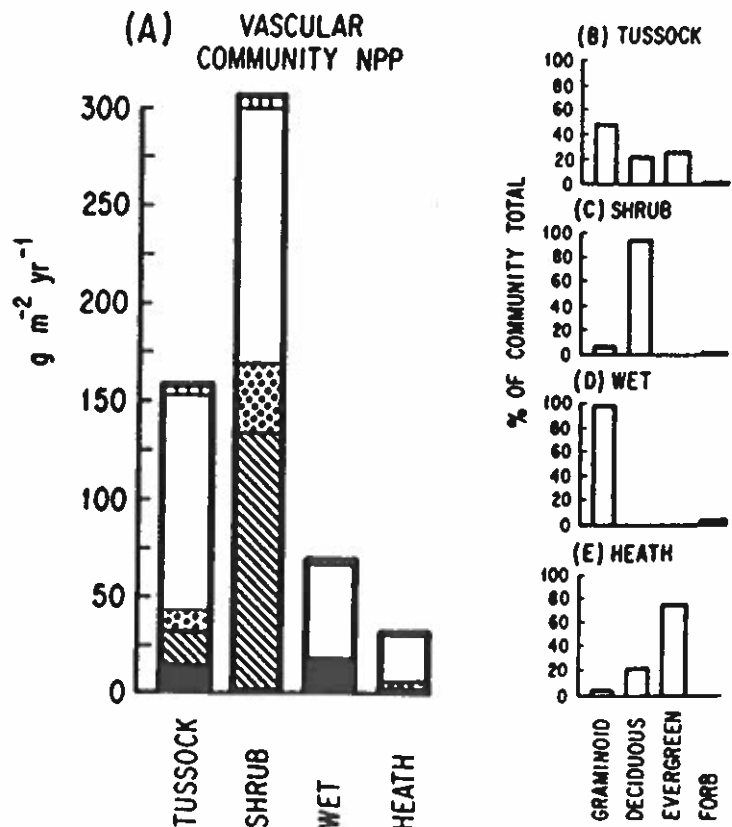 (A) VASCULAR
COMMUNITY NPP
g m⁻² yr⁻¹
300
250
200
150
100
50
0
TUSSOCK
SHRUB
WET
HEATH
% OF COMMUNITY TOTAL
(B) TUSSOCK
100
80
60
40
20
0
(C) SHRUB
100
80
60
40
20
0
(D) WET
100
80
60
40
20
0
(E) HEATH
100
80
60
40
20
0
GRAMINOID
DECIDUOUS
EVERGREEN
FORB